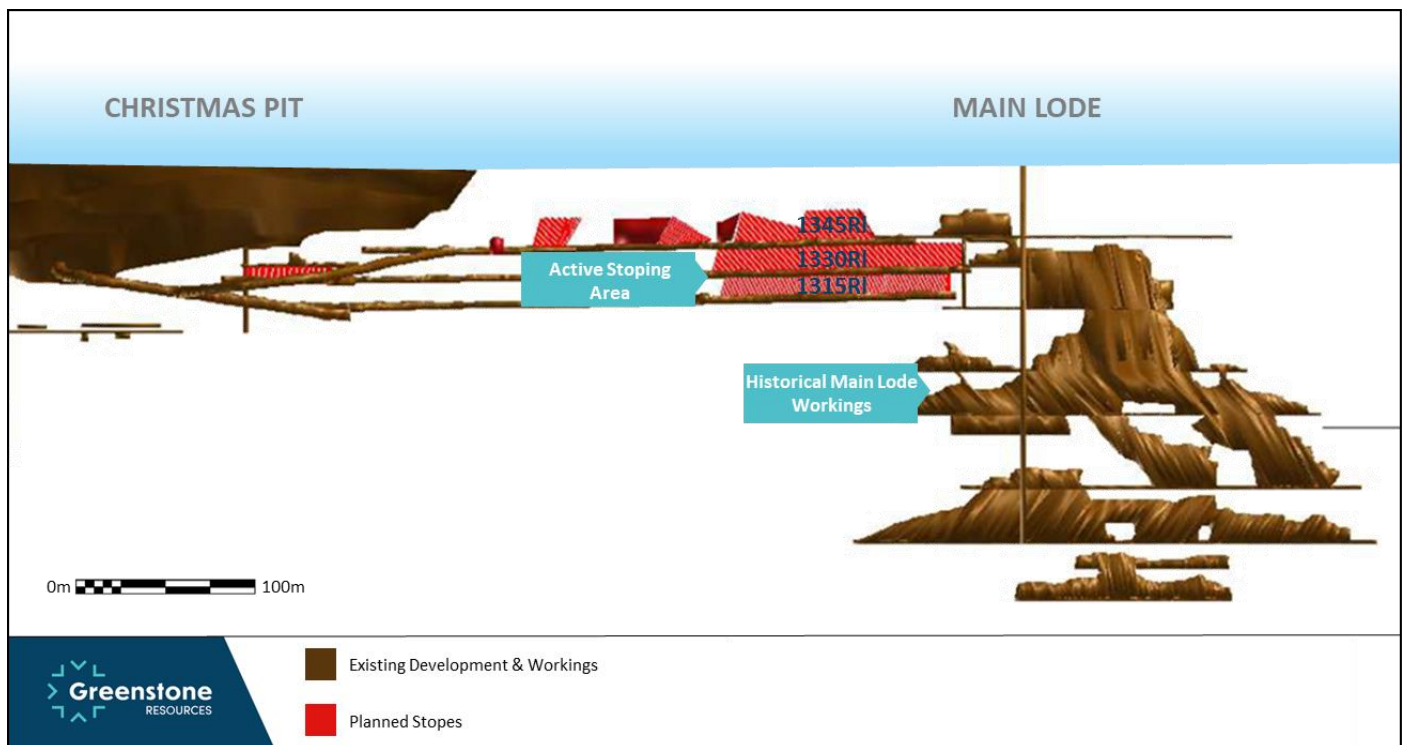 CHRISTMAS PIT
MAIN LODE
1345Rl
1330Rl
1315Rl
Active Stoping
Area
Historical Main Lode
Workings
0m
100m
Greenstone
RESOURCES
Existing Development & Workings
Planned Stopes